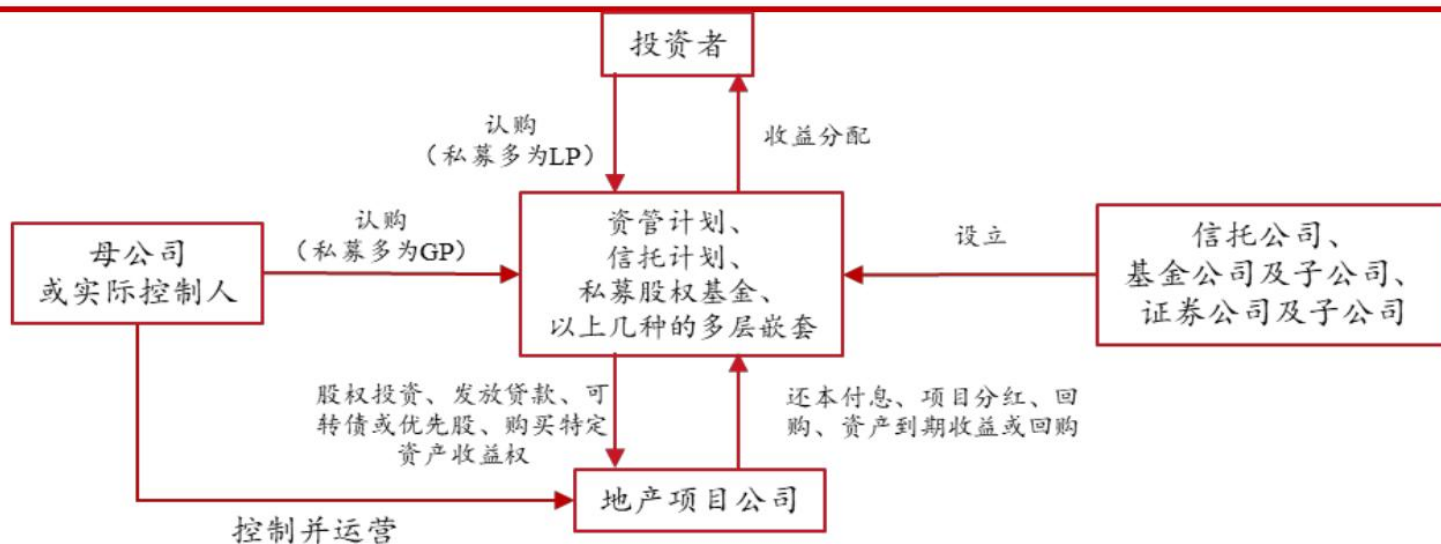 投资者
认购
（私募多为LP）
收益分配
母公司
或实际控制人
认购
（私募多为GP）
资管计划、
信托计划、
私募股权基金、
以上几种的多层嵌套
设立
信托公司、
基金公司及子公司、
证券公司及子公司
股权投资、发放贷款、可
转债或优先股、购买特定
资产收益权
还本付息、项目分红、回
购、资产到期收益或回购
地产项目公司
控制并运营